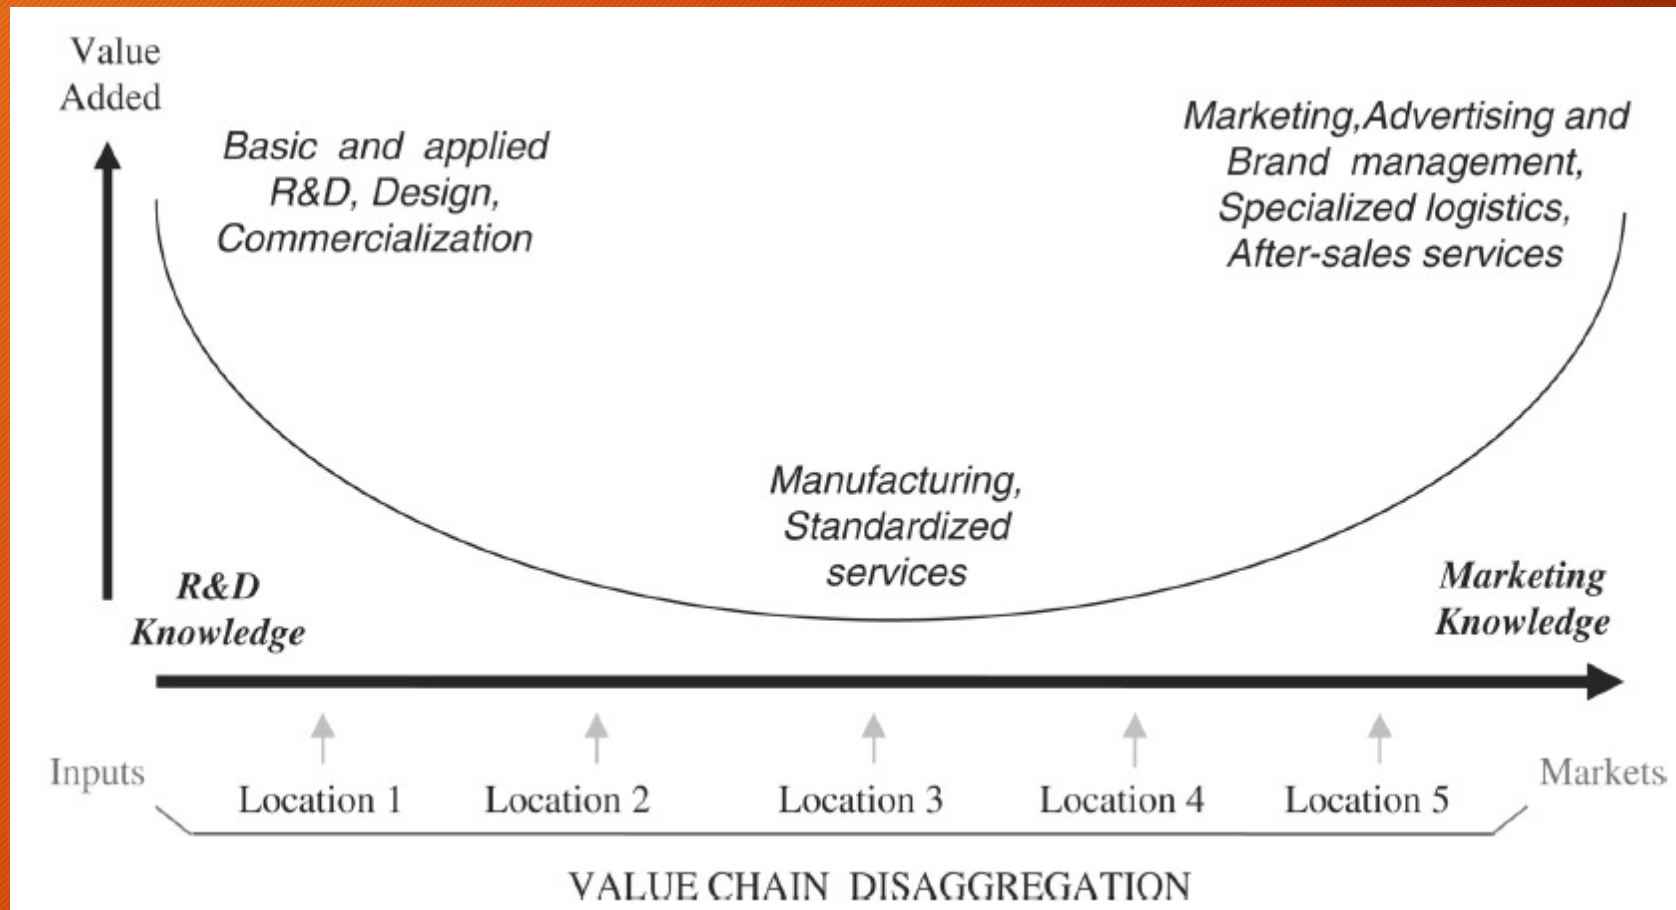 Value
Added
Basic and applied
R&D, Design,
Commercialization
Marketing,Advertising and
Brand management,
Specialized logistics,
After-sales services
Manufacturing,
Standardized
services
R&D
Knowledge
Marketing
Knowledge
Inputs
Markets
Location 1
Location 2
Location 3
Location 4
Location 5
VALUE CHAIN DISAGGREGATION